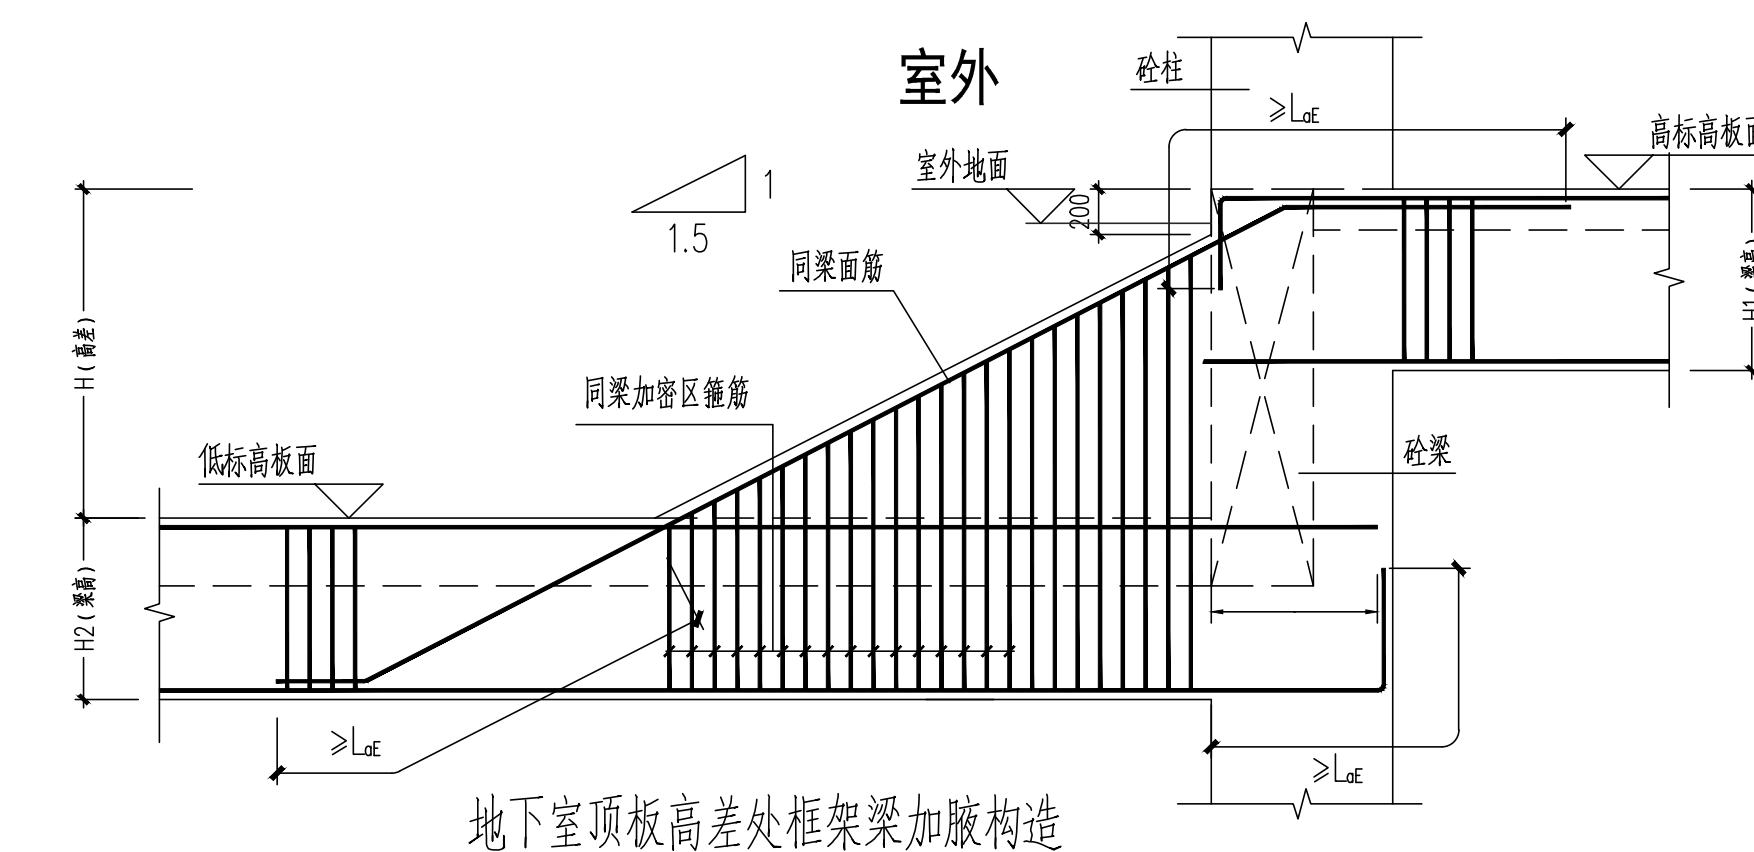 室外
砼柱
≥LaE
高标高板面
室外地面
1
1.5
200
同梁面筋
H(高差)
H1(梁高)
同梁加密区箍筋
低标高板面
砼梁
H2(梁高)
≥LaE
≥LaE
地下室顶板高差处框架梁加腋构造